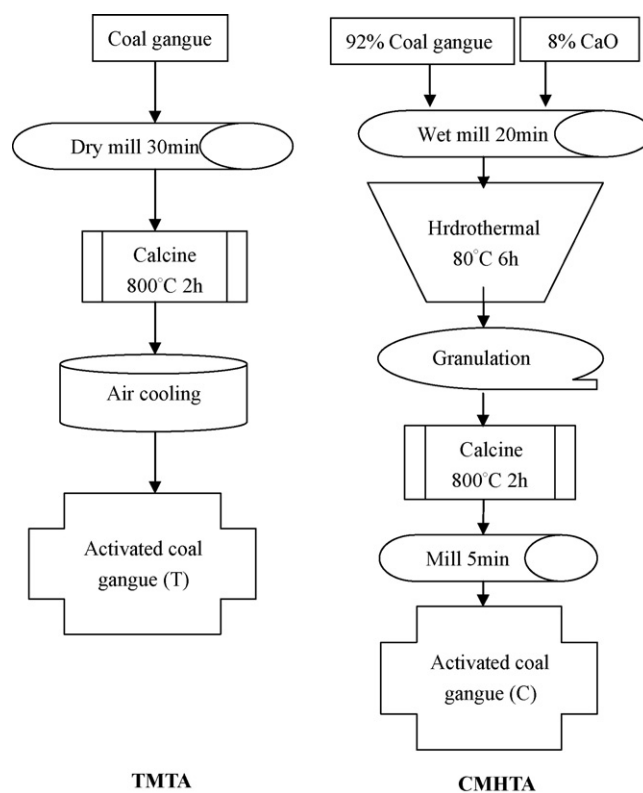 Coal gangue
Dry mill 30min
Calcine
800°C 2h
Air cooling
Activated coal
gangue (T)
TMTA
92% Coal gangue
8% CaO
Wet mill 20min
Hrdrothermal
80°C 6h
Granulation
Calcine
800°C 2h
Mill 5min
Activated coal
gangue (C)
CMHTA